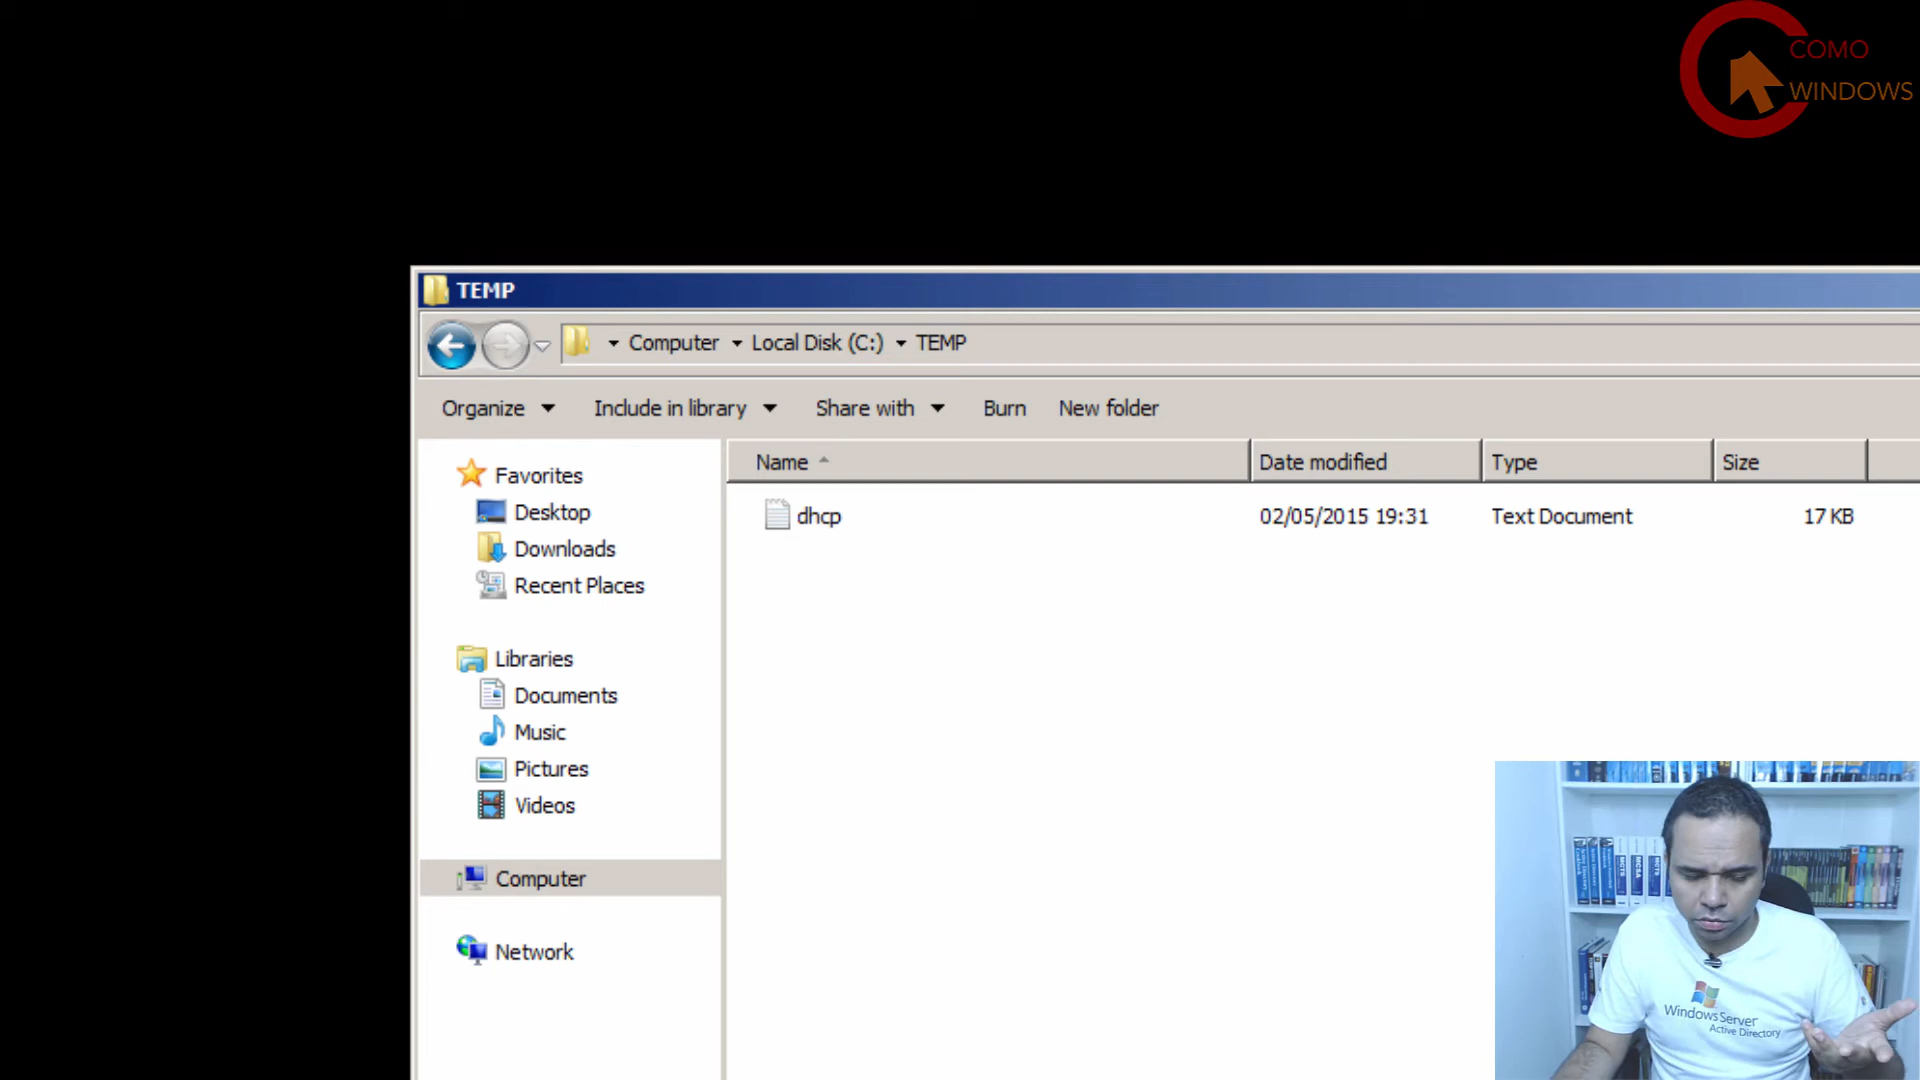 COMO
WINDOWS
TEMP
Computer Local Disk (C:) TEMP
Organize Include in library Share with Burn New folder
Name Date modified Type Size
dhcp 02/05/2015 19:31 Text Document 17 KB
Favorites
Desktop
Downloads
Recent Places
Libraries
Documents
Music
Pictures
Videos
Computer
Network
MCSA
Windows Server
Active Directory